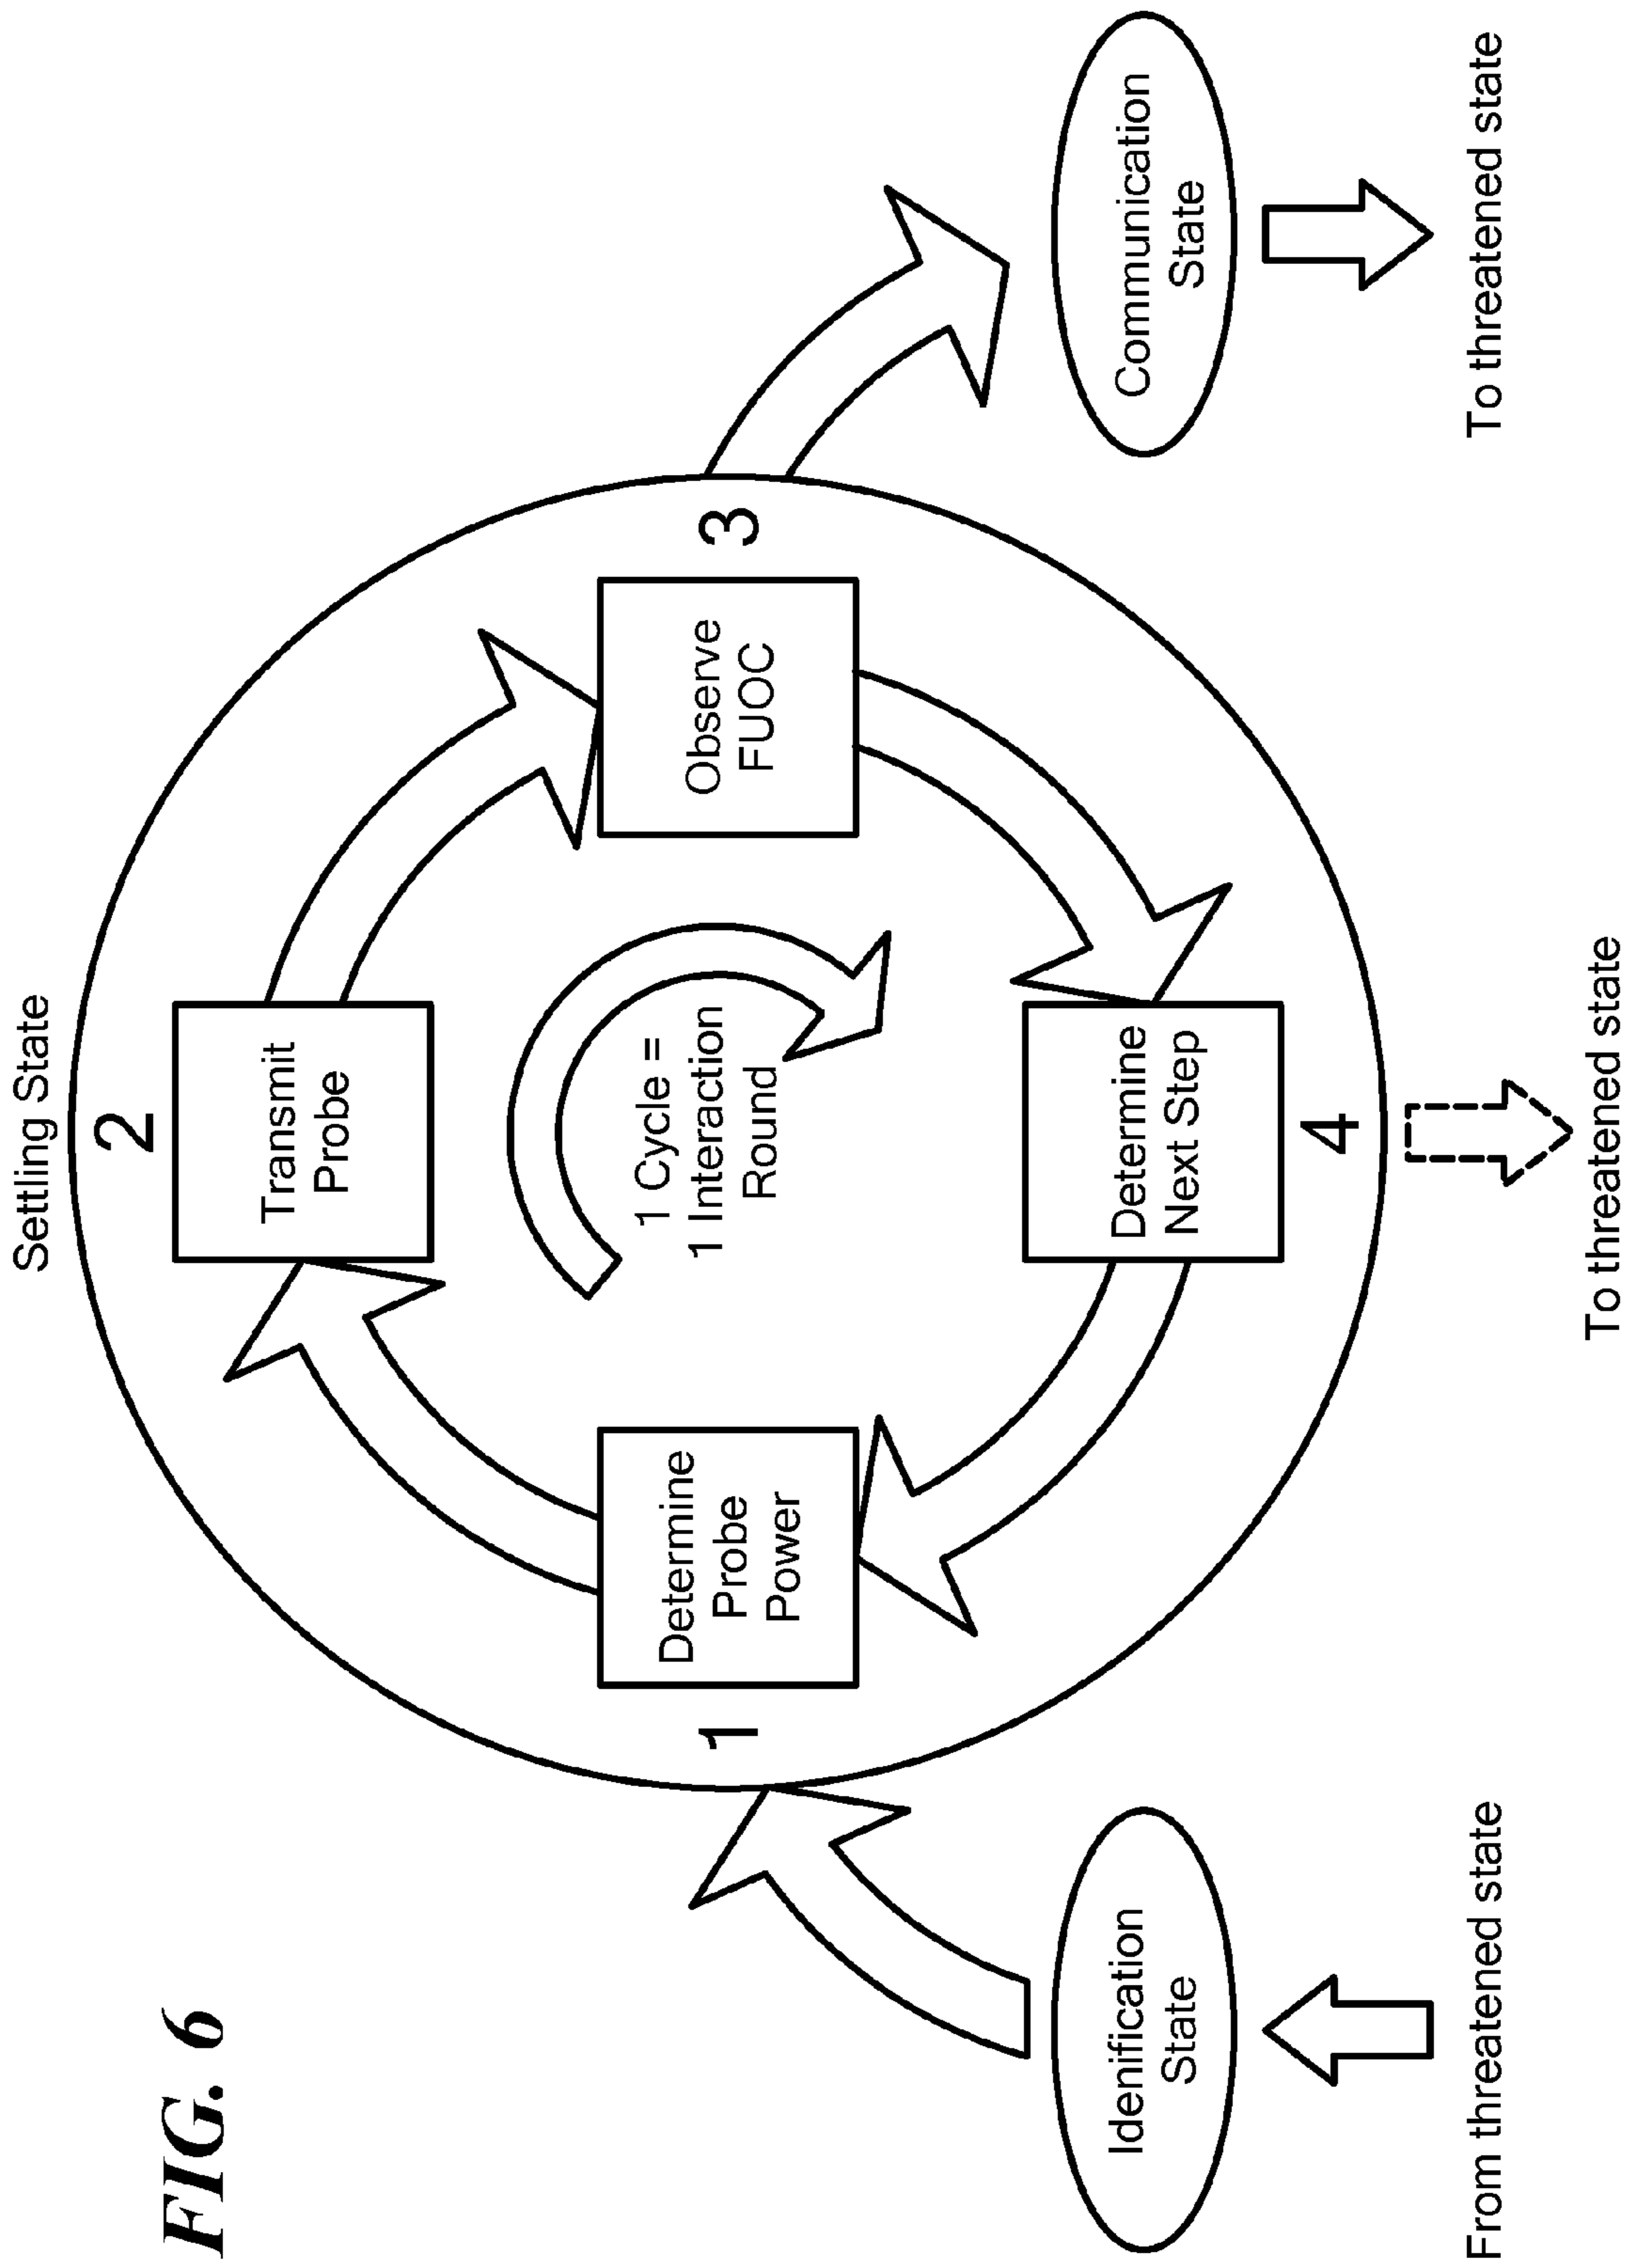 FIG. 6
Settling State
2
Transmit
Probe
1
Determine
Probe
Power
1 Cycle =
1 Interaction
Round
Observe
FUOC
3
Determine
Next Step
4
Idenification
State
Communication
State
From threatened state
To threatened state
To threatened state